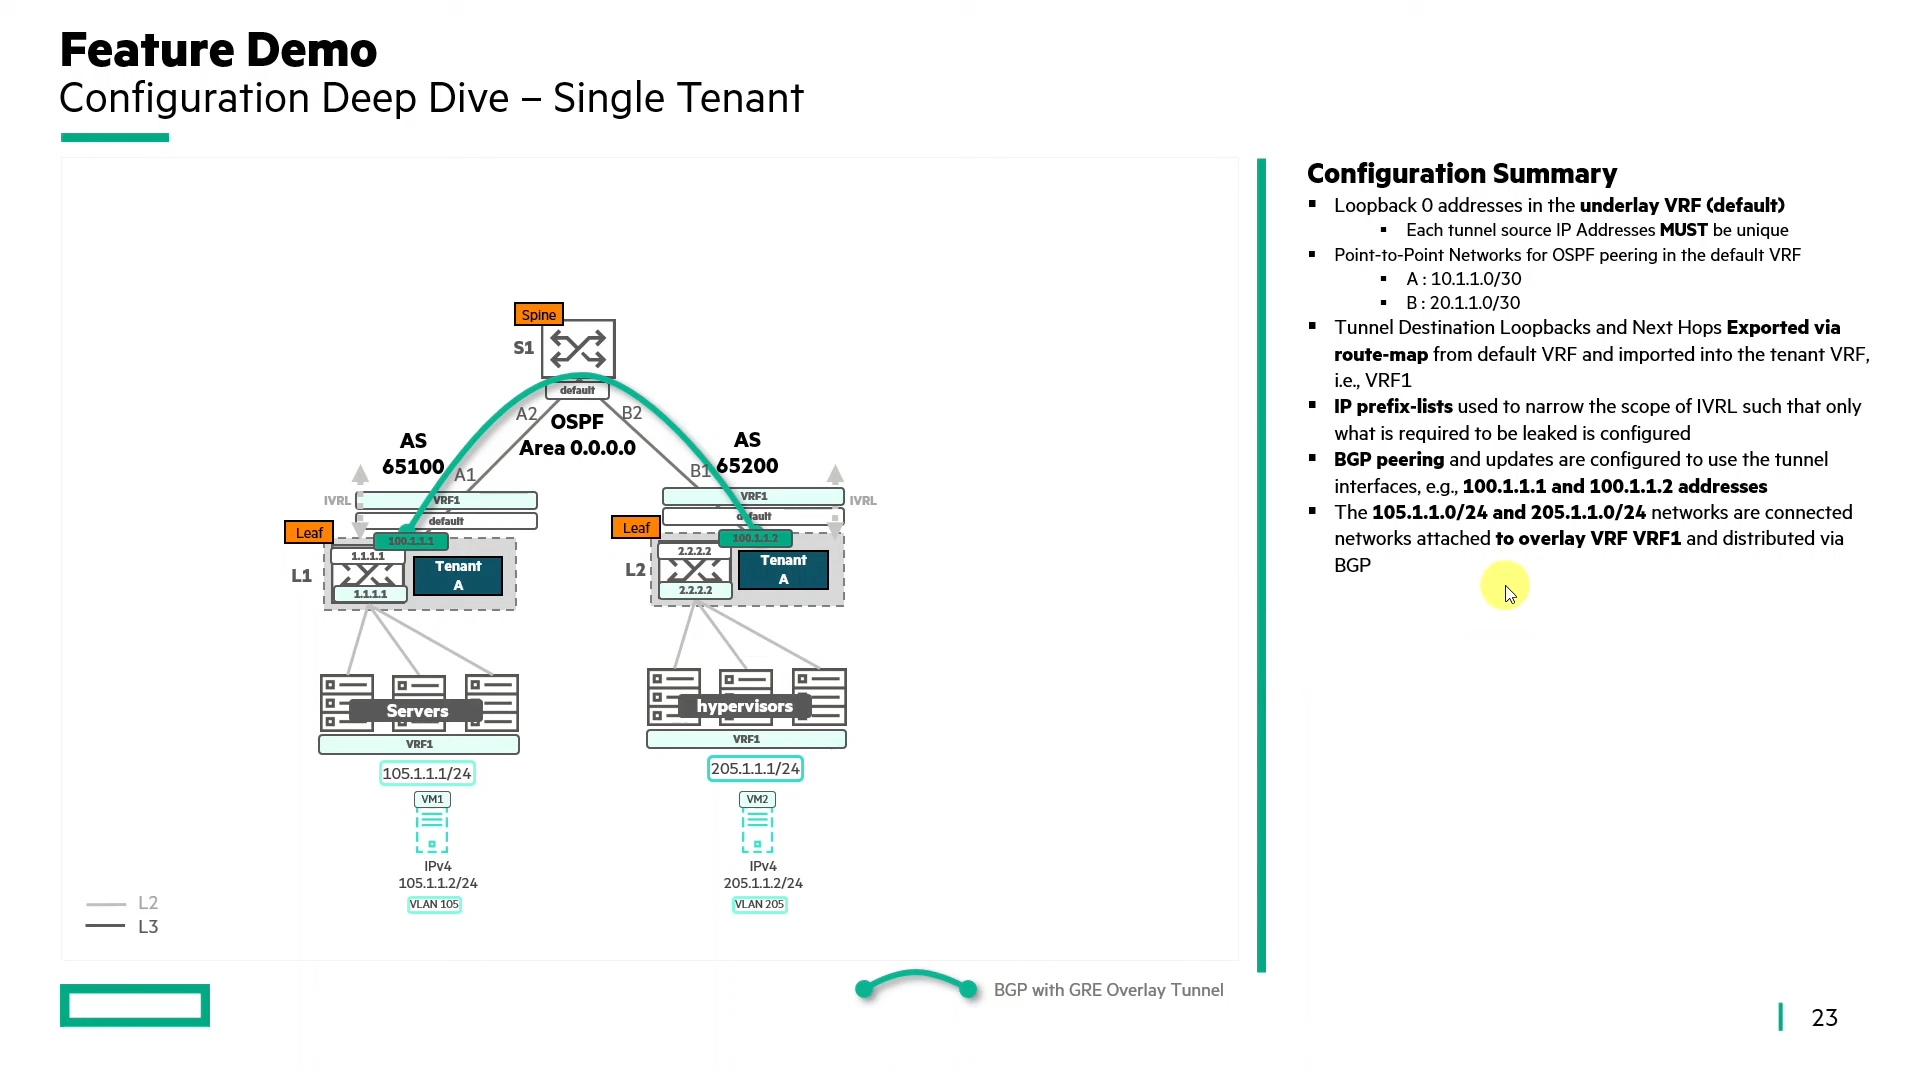 Feature Demo
Configuration Deep Dive – Single Tenant
Configuration Summary
▪ Loopback 0 addresses in the underlay VRF (default)
▪ Each tunnel source IP Addresses MUST be unique
▪ Point-to-Point Networks for OSPF peering in the default VRF
▪ A : 10.1.1.0/30
▪ B : 20.1.1.0/30
▪ Tunnel Destination Loopbacks and Next Hops Exported via
route-map from default VRF and imported into the tenant VRF,
i.e., VRF1
▪ IP prefix-lists used to narrow the scope of IVRL such that only
what is required to be leaked is configured
▪ BGP peering and updates are configured to use the tunnel
interfaces, e.g., 100.1.1.1 and 100.1.1.2 addresses
▪ The 105.1.1.0/24 and 205.1.1.0/24 networks are connected
networks attached to overlay VRF VRF1 and distributed via
BGP
Spine
S1
default
A2
B2
OSPF
Area 0.0.0.0
AS
65100
AS
65200
A1
B1
IVRL
VRF1
default
VRF1
default
IVRL
Leaf
100.1.1.1
1.1.1.1
L1
1.1.1.1
Tenant
A
Leaf
100.1.1.2
2.2.2.2
L2
2.2.2.2
Tenant
A
Servers
VRF1
105.1.1.1/24
VM1
IPv4
105.1.1.2/24
VLAN 105
hypervisors
VRF1
205.1.1.1/24
VM2
IPv4
205.1.1.2/24
VLAN 205
L2
L3
BGP with GRE Overlay Tunnel
23